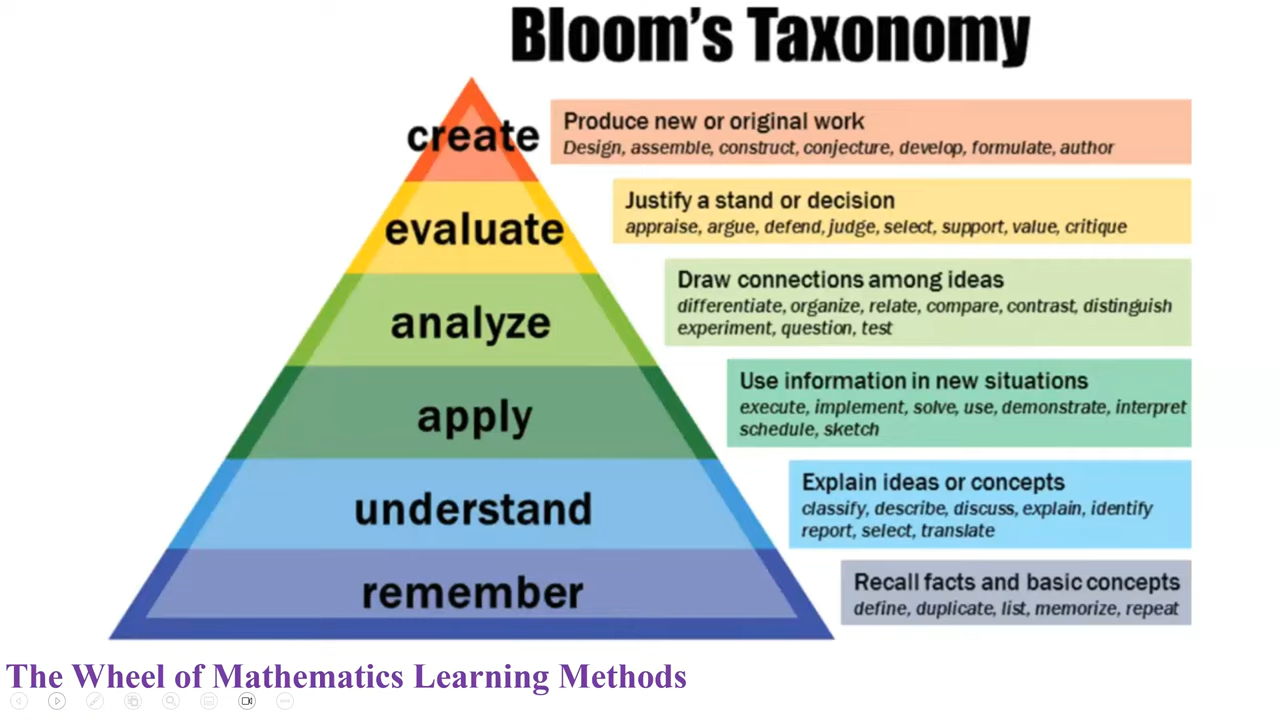 Bloom's Taxonomy
create
Produce new or original work
Design, assemble, construct, conjecture, develop, formulate, author
evaluate
Justify a stand or decision
appraise, argue, defend, judge, select, support, value, critique
analyze
Draw connections among ideas
differentiate, organize, relate, compare, contrast, distinguish
experiment, question, test
apply
Use information in new situations
execute, implement, solve, use, demonstrate, interpret
schedule, sketch
understand
Explain ideas or concepts
classify, describe, discuss, explain, identify
report, select, translate
remember
Recall facts and basic concepts
define, duplicate, list, memorize, repeat
The Wheel of Mathematics Learning Methods